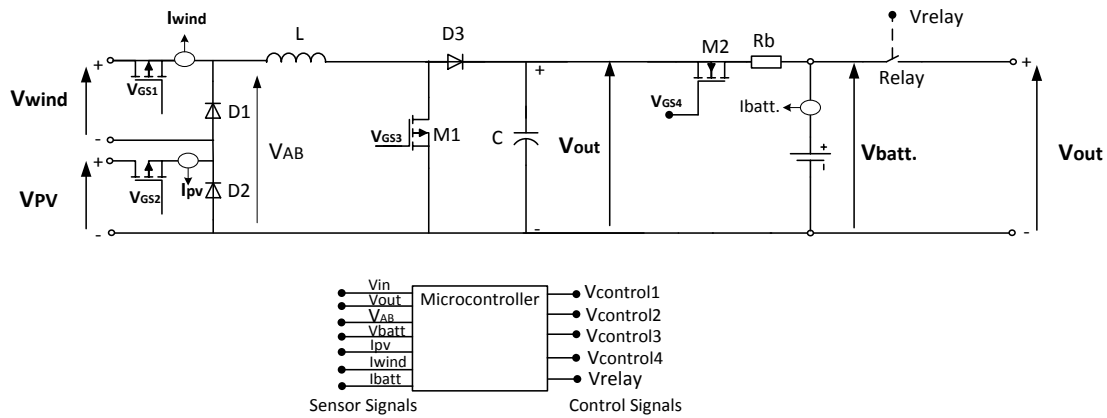 Iwind
L
D3
M2
Rb
Vrelay
Relay
+
VGS1
Vwind
D1
-
+
VAB
VGS3
M1
C
+
Vout
VGS4
Ibatt.
+
-
Vbatt.
+
Vout
VPV
VGS2
Ipv
D2
-
-
-
Microcontroller
Vin
Vout
VAB
Vbatt
Ipv
Iwind
Ibatt
Vcontrol1
Vcontrol2
Vcontrol3
Vcontrol4
Vrelay
Sensor Signals
Control Signals